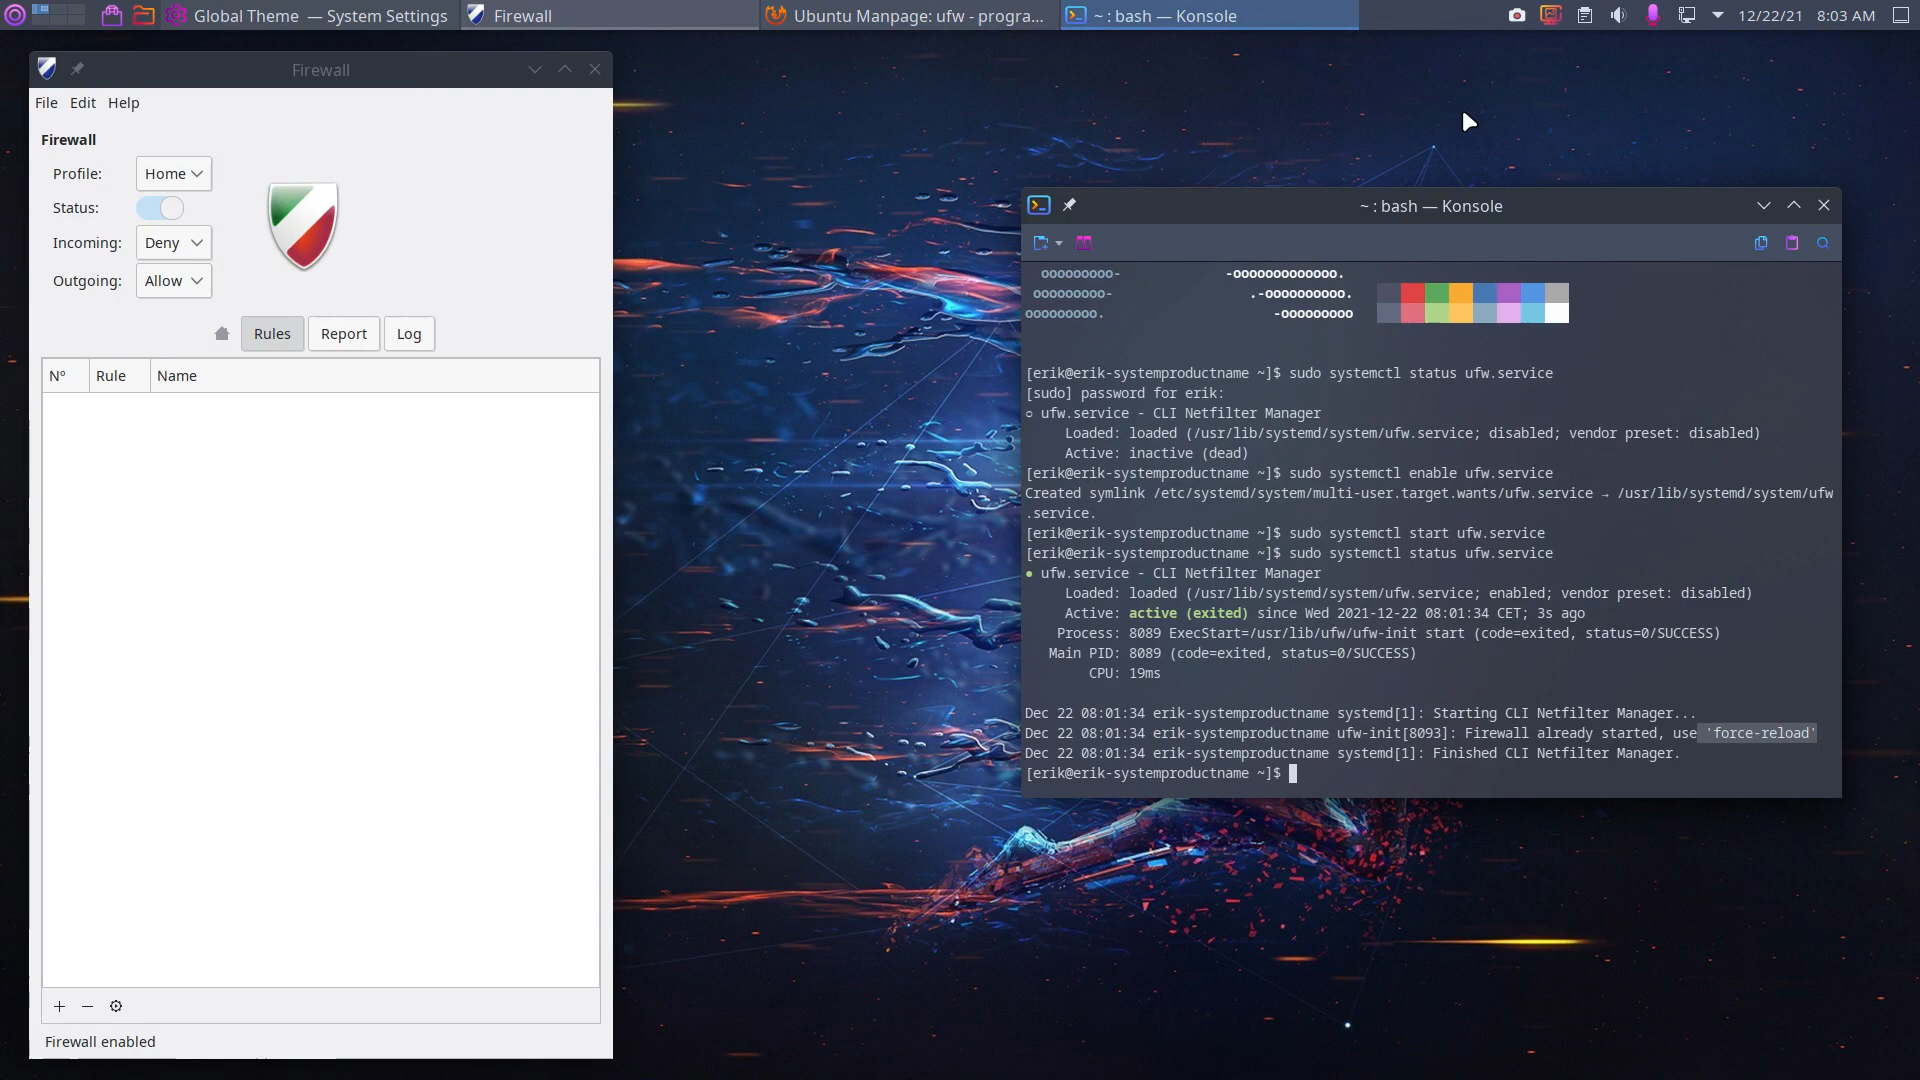 Global Theme — System Settings
Firewall
Ubuntu Manpage: ufw - progra...
~ : bash — Konsole
12/22/21
8:03 AM
Firewall
File Edit Help
Firewall
Profile: Home
Status:
Incoming: Deny
Outgoing: Allow
Rules
Report
Log
Nº Rule Name
Firewall enabled
~ : bash — Konsole
ooooooooo- -ooooooooooooo.
ooooooooo- .-oooooooooo.
ooooooooo. -ooooooooo
[erik@erik-systemproductname ~]$ sudo systemctl status ufw.service
[sudo] password for erik:
○ ufw.service - CLI Netfilter Manager
Loaded: loaded (/usr/lib/systemd/system/ufw.service; disabled; vendor preset: disabled)
Active: inactive (dead)
[erik@erik-systemproductname ~]$ sudo systemctl enable ufw.service
Created symlink /etc/systemd/system/multi-user.target.wants/ufw.service → /usr/lib/systemd/system/ufw
.service.
[erik@erik-systemproductname ~]$ sudo systemctl start ufw.service
[erik@erik-systemproductname ~]$ sudo systemctl status ufw.service
● ufw.service - CLI Netfilter Manager
Loaded: loaded (/usr/lib/systemd/system/ufw.service; enabled; vendor preset: disabled)
Active: active (exited) since Wed 2021-12-22 08:01:34 CET; 3s ago
Process: 8089 ExecStart=/usr/lib/ufw/ufw-init start (code=exited, status=0/SUCCESS)
Main PID: 8089 (code=exited, status=0/SUCCESS)
CPU: 19ms
Dec 22 08:01:34 erik-systemproductname systemd[1]: Starting CLI Netfilter Manager...
Dec 22 08:01:34 erik-systemproductname ufw-init[8093]: Firewall already started, use 'force-reload'
Dec 22 08:01:34 erik-systemproductname systemd[1]: Finished CLI Netfilter Manager.
[erik@erik-systemproductname ~]$